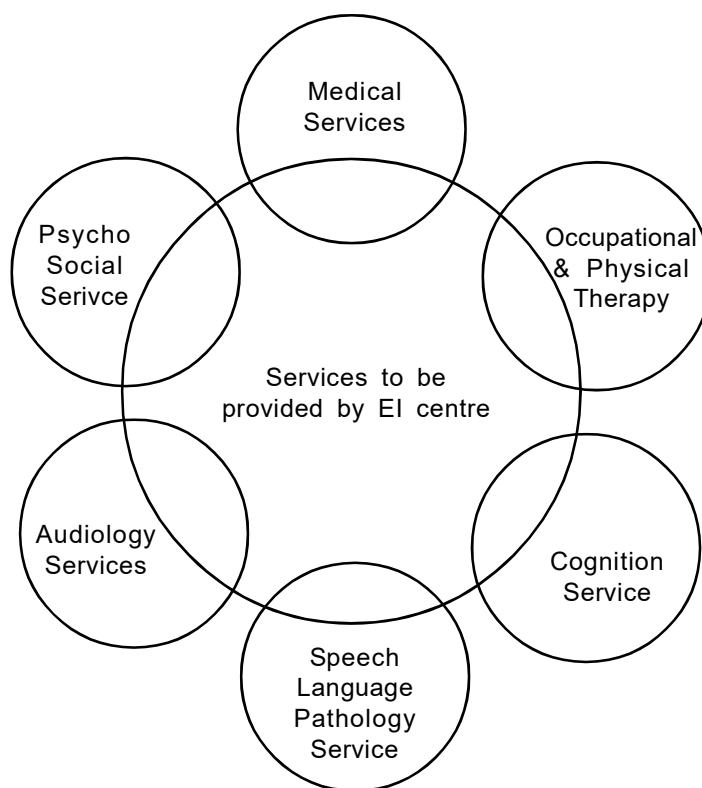 Medical
Services
Psycho
Social
Serivce
Occupational
& Physical
Therapy
Services to be
provided by EI centre
Audiology
Services
Cognition
Service
Speech
Language
Pathology
Service